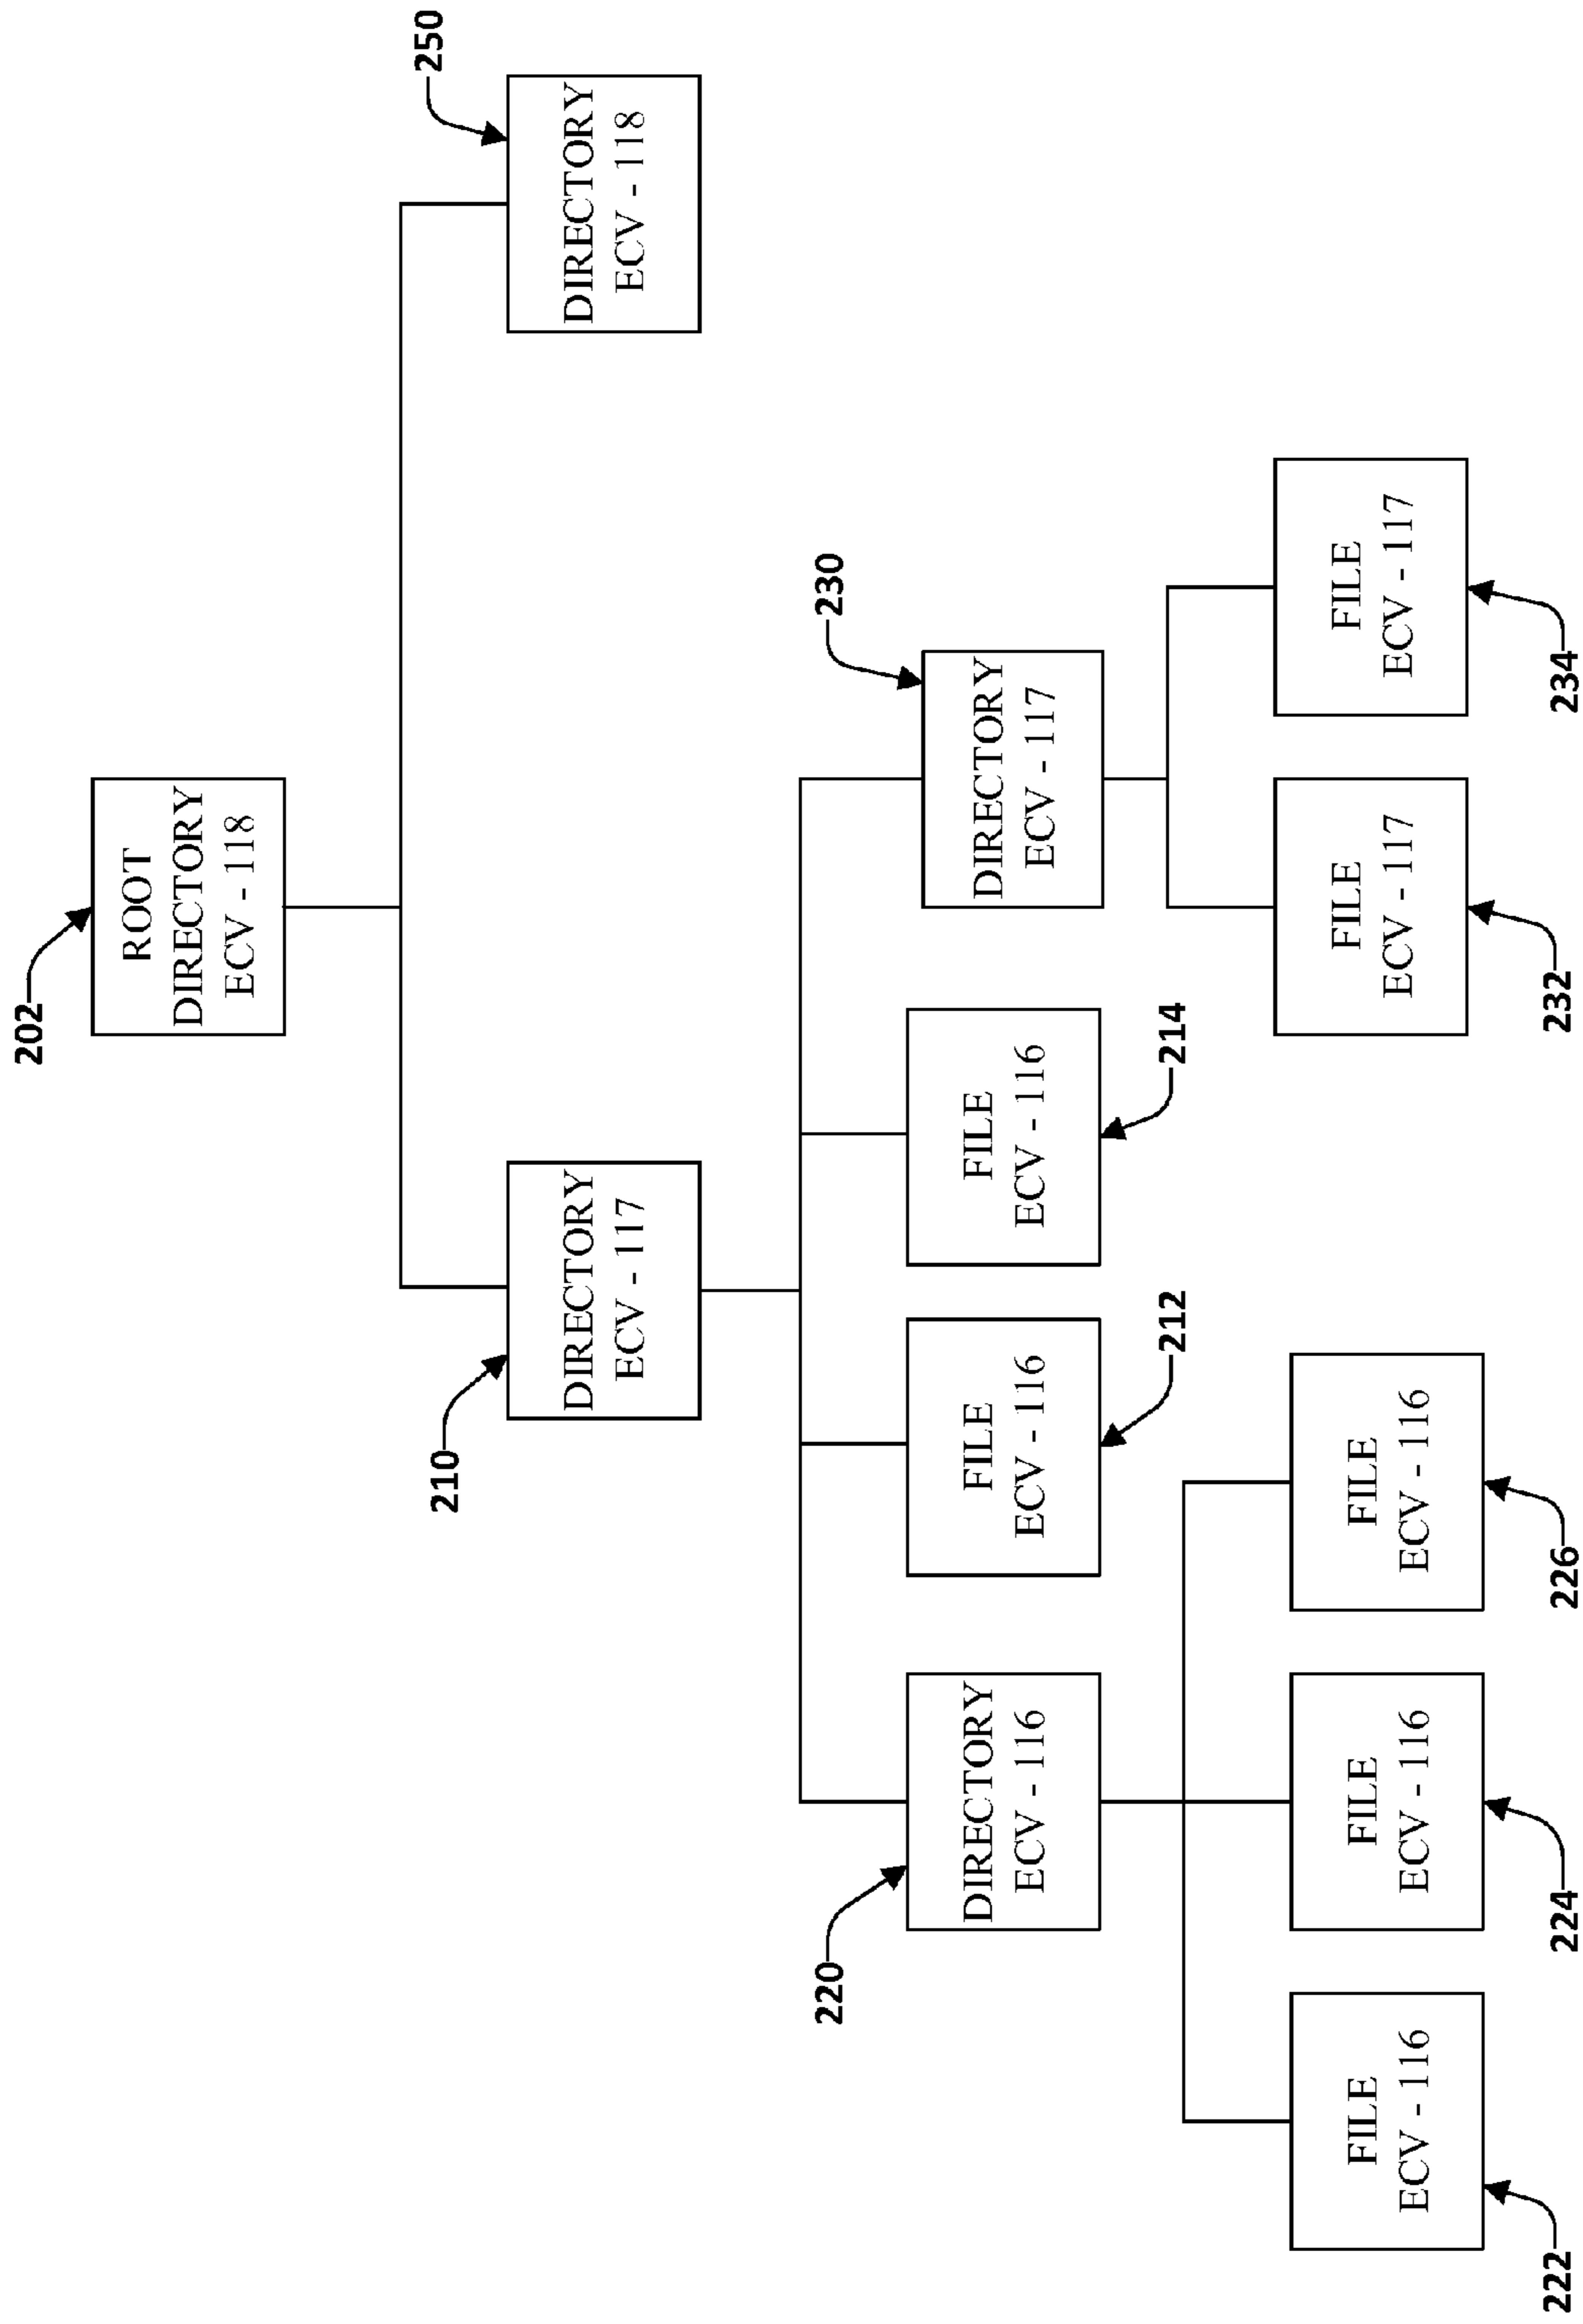 202
ROOT
DIRECTORY
ECV - 118
210
DIRECTORY
ECV - 117
250
DIRECTORY
ECV - 118
220
DIRECTORY
ECV - 116
FILE
ECV - 116
212
FILE
ECV - 116
214
230
DIRECTORY
ECV - 117
FILE
ECV - 116
222
FILE
ECV - 116
224
FILE
ECV - 116
226
FILE
ECV - 117
232
FILE
ECV - 117
234